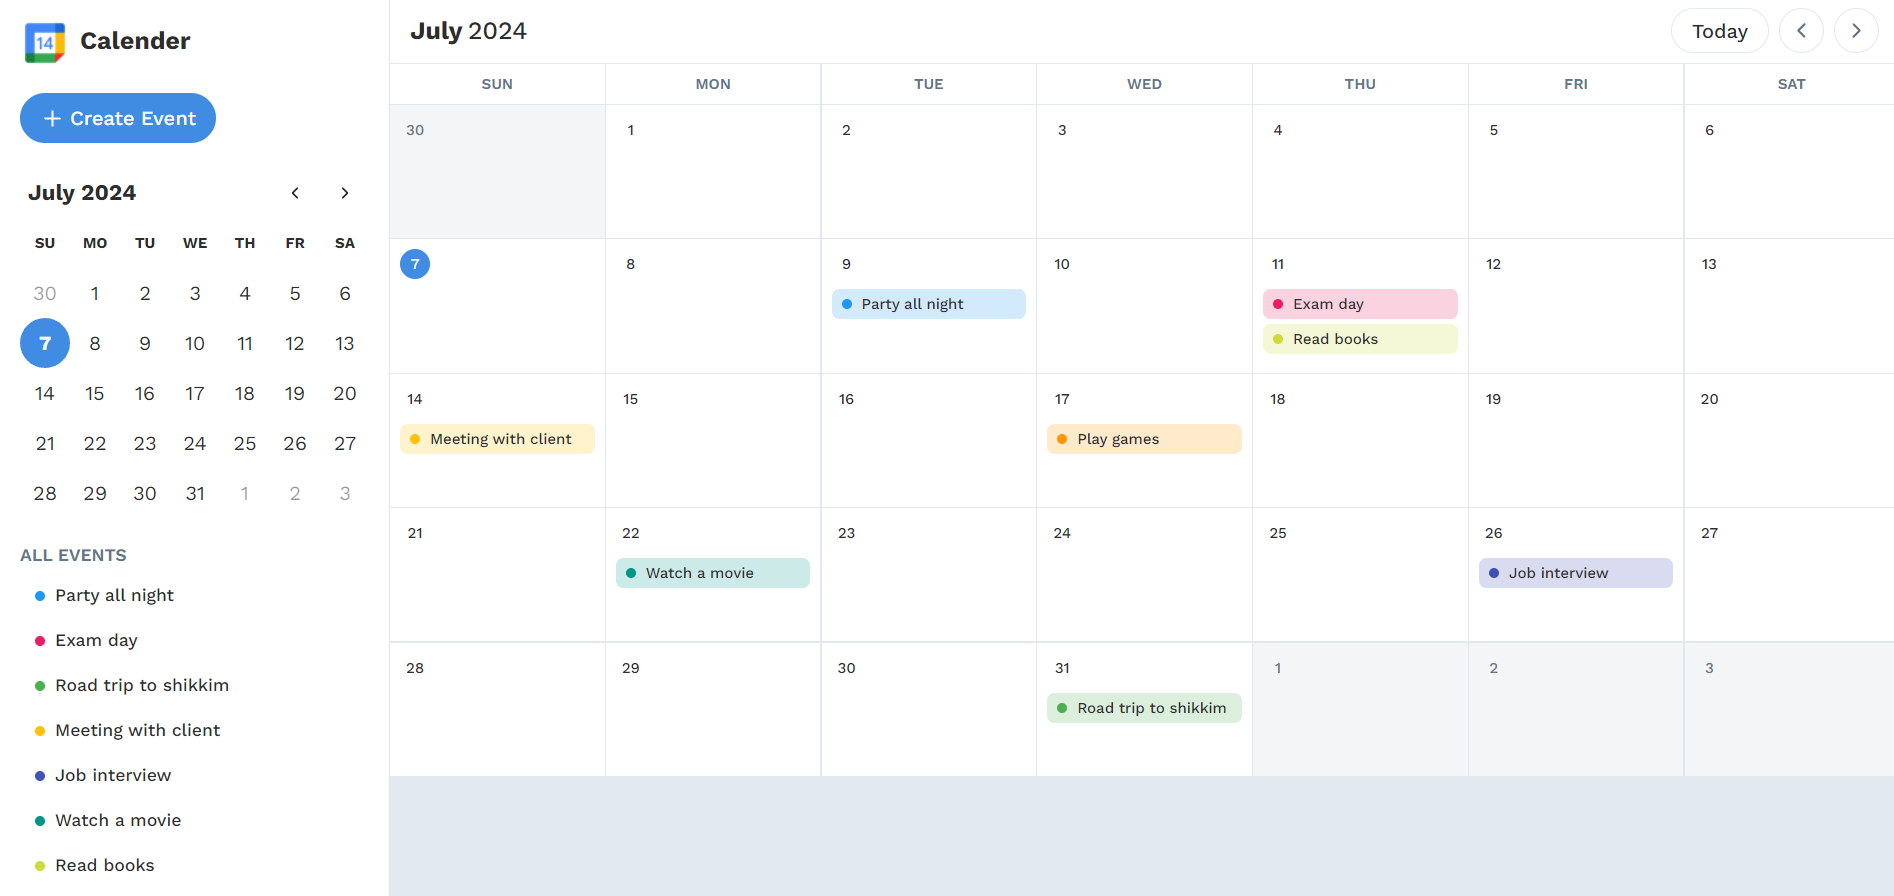 14 Calender
+ Create Event
July 2024
SU MO TU WE TH FR SA
30 1 2 3 4 5 6
7 8 9 10 11 12 13
14 15 16 17 18 19 20
21 22 23 24 25 26 27
28 29 30 31 1 2 3
ALL EVENTS
Party all night
Exam day
Road trip to shikkim
Meeting with client
Job interview
Watch a movie
Read books
July 2024
Today
SUN MON TUE WED THU FRI SAT
30 1 2 3 4 5 6
7 8 9 10 11 12 13
Party all night Exam day
Read books
14 15 16 17 18 19 20
Meeting with client Play games
21 22 23 24 25 26 27
Watch a movie Job interview
28 29 30 31 1 2 3
Road trip to shikkim